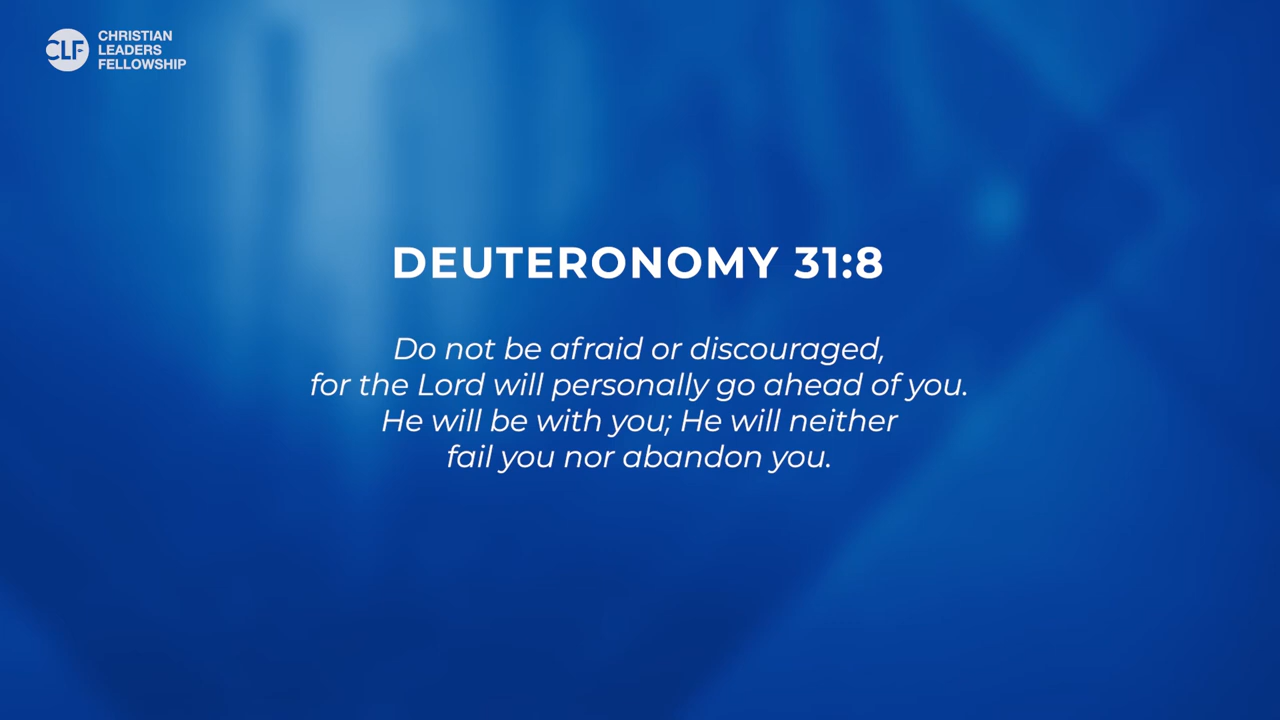 CLF
CHRISTIAN
LEADERS
FELLOWSHIP
DEUTERONOMY 31:8
Do not be afraid or discouraged,
for the Lord will personally go ahead of you.
He will be with you; He will neither
fail you nor abandon you.